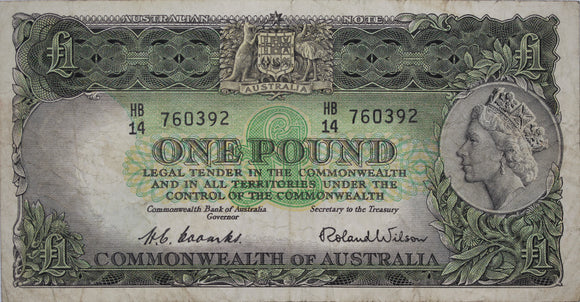 AUSTRALIAN NOTE
£1 £1
AUSTRALIA
HB 14 760392 HB 14 760392
ONE POUND
LEGAL TENDER IN THE COMMONWEALTH
AND IN ALL TERRITORIES UNDER THE
CONTROL OF THE COMMONWEALTH
Commonwealth Bank of Australia Secretary to the Treasury
Governor
H.C. Coombs. Roland Wilson
£1 £1
COMMONWEALTH OF AUSTRALIA